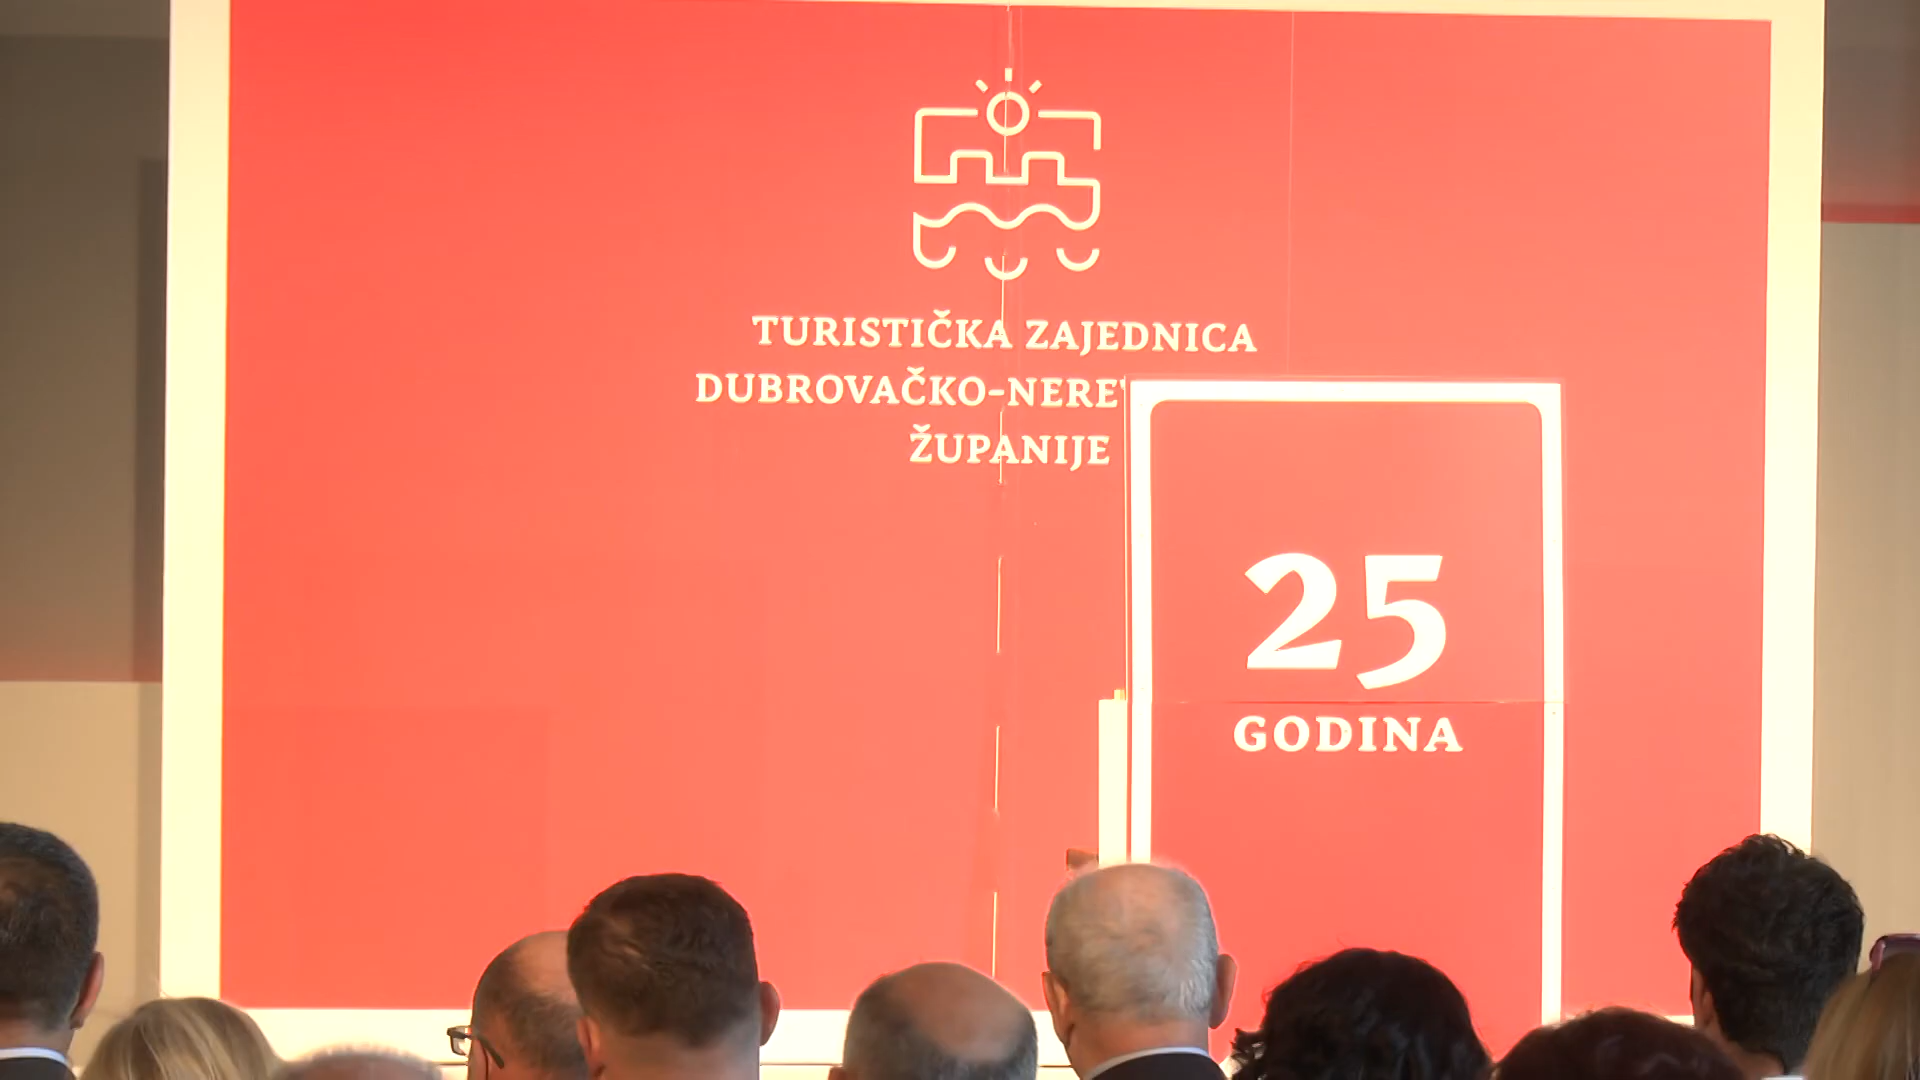 TURISTIČKA ZAJEDNICA
DUBROVAČKO-NERE
ŽUPANIJE
25
GODINA